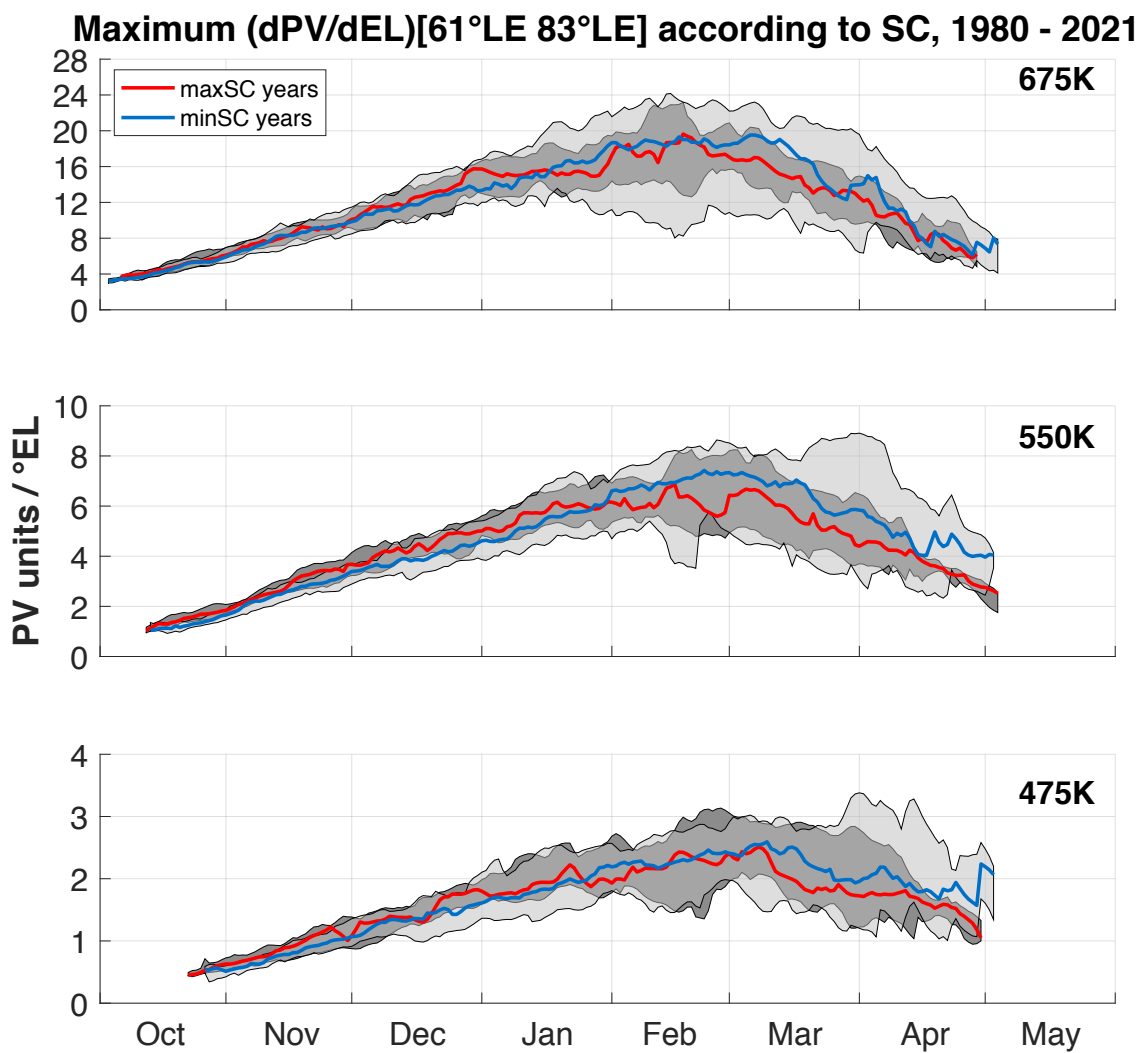 Maximum (dPV/dEL)[61°LE 83°LE] according to SC, 1980 - 2021
28
24
20
16
12
8
4
0
maxSC years
minSC years
675K
PV units / °EL
10
8
6
4
2
0
550K
4
3
2
1
0
475K
Oct Nov Dec Jan Feb Mar Apr May